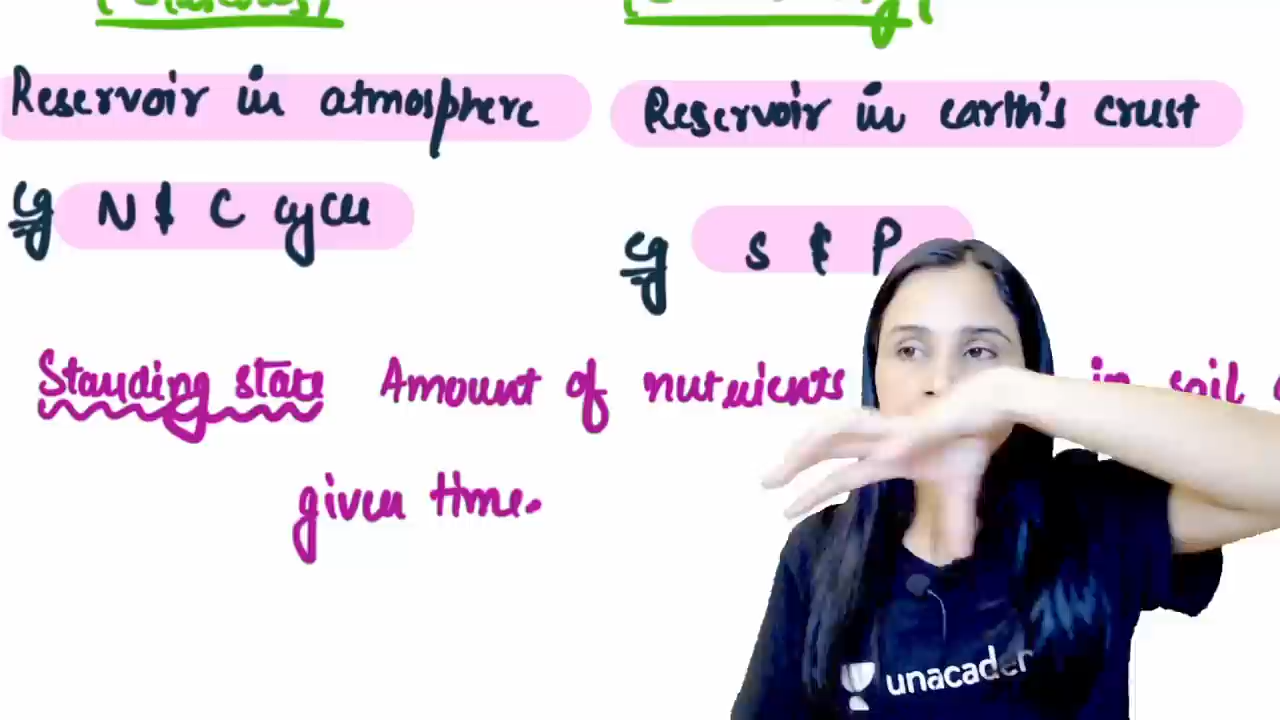 Reservoir in atmosphere
Reservoir in earth's crust
eg N & C cycle
eg S & P
Standing state Amount of nutrients in soil
given time.
unacade